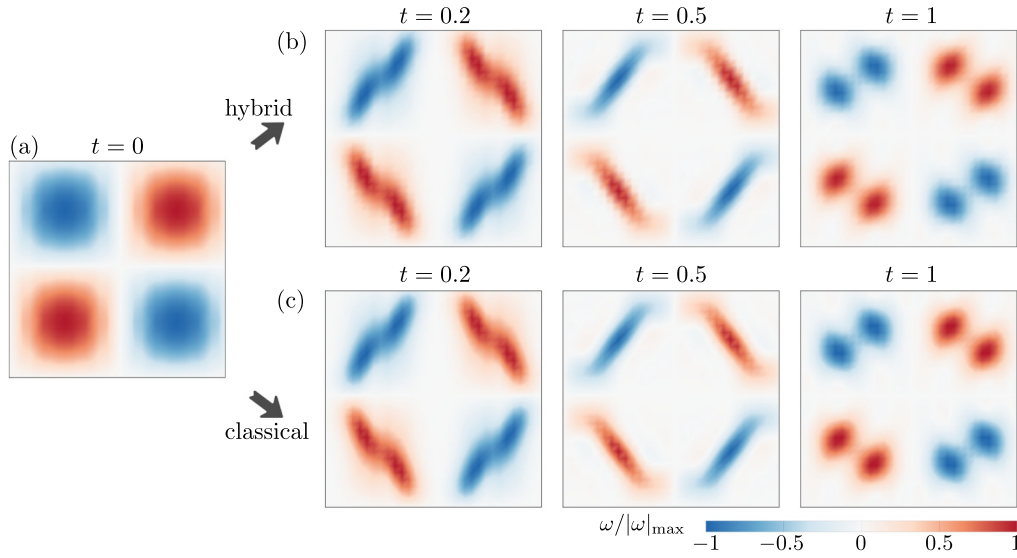 t = 0.2 t = 0.5 t = 1
(b)
hybrid
(a) t = 0
t = 0.2 t = 0.5 t = 1
(c)
classical
ω/|ω|max
−1 −0.5 0 0.5 1